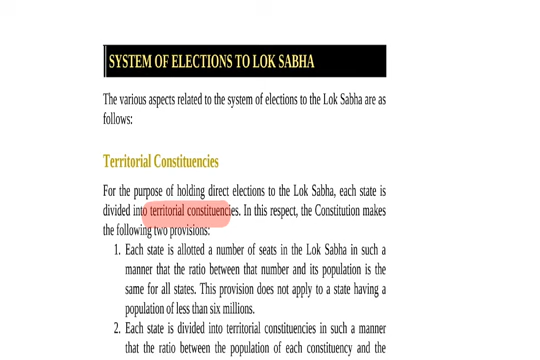 SYSTEM OF ELECTIONS TO LOK SABHA
The various aspects related to the system of elections to the Lok Sabha are as
follows:
Territorial Constituencies
For the purpose of holding direct elections to the Lok Sabha, each state is
divided into territorial constituencies. In this respect, the Constitution makes
the following two provisions:
1. Each state is allotted a number of seats in the Lok Sabha in such a
manner that the ratio between that number and its population is the
same for all states. This provision does not apply to a state having a
population of less than six millions.
2. Each state is divided into territorial constituencies in such a manner
that the ratio between the population of each constituency and the